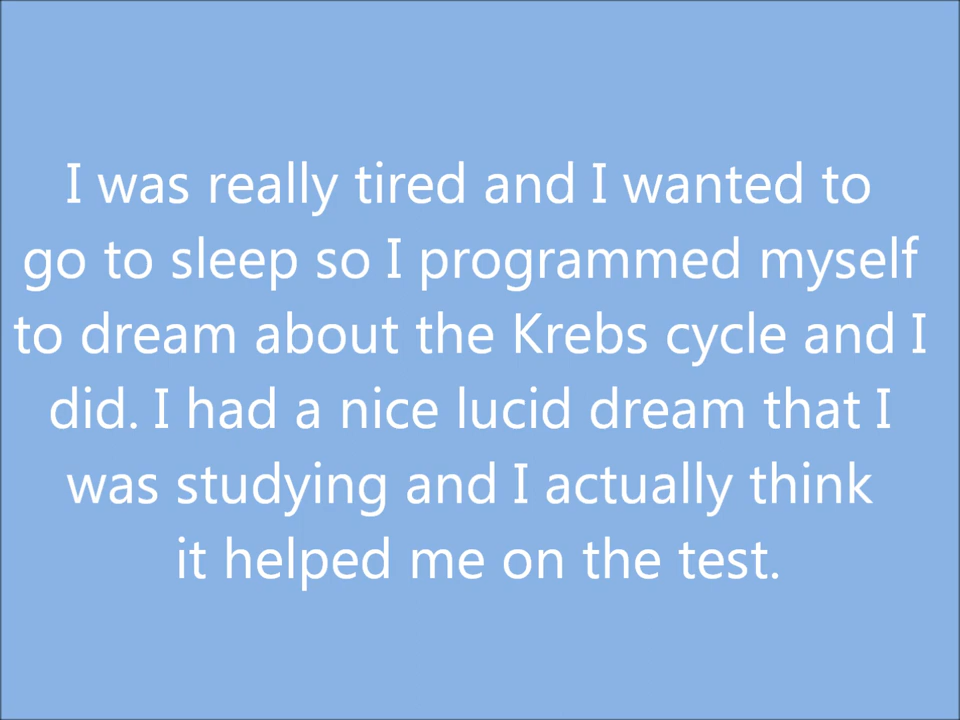 I was really tired and I wanted to
go to sleep so I programmed myself
to dream about the Krebs cycle and I
did. I had a nice lucid dream that I
was studying and I actually think
it helped me on the test.